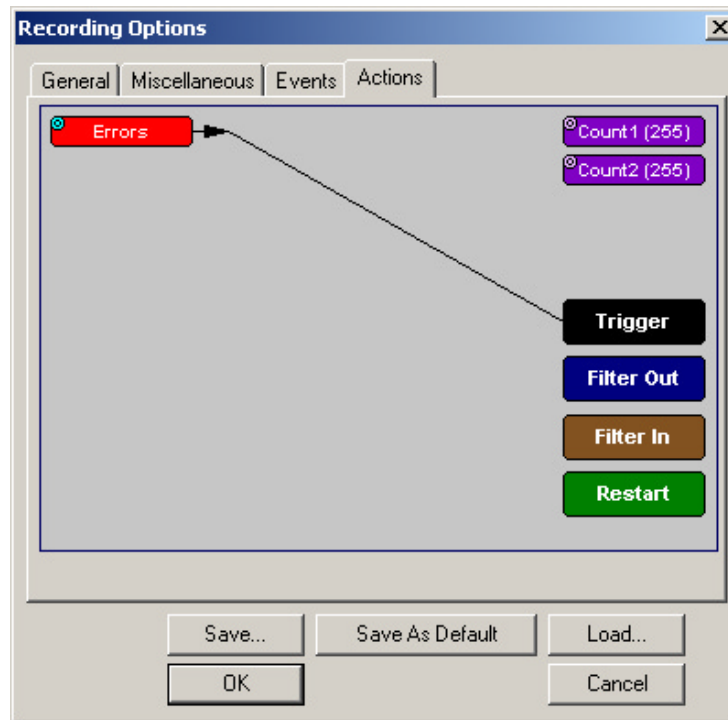 Recording Options
General Miscellaneous Events Actions
Errors
Count1 (255)
Count2 (255)
Trigger
Filter Out
Filter In
Restart
Save... Save As Default Load...
OK Cancel